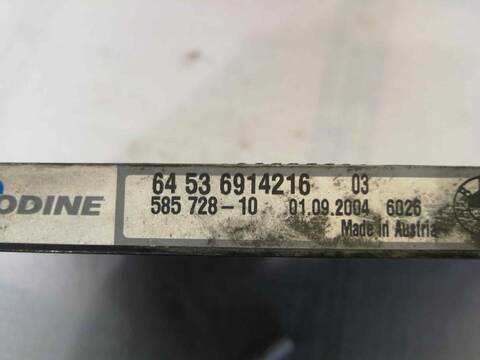 ODINE
64 53 6914216 03
585 728-10 01.09.2004 6026
Made in Austria